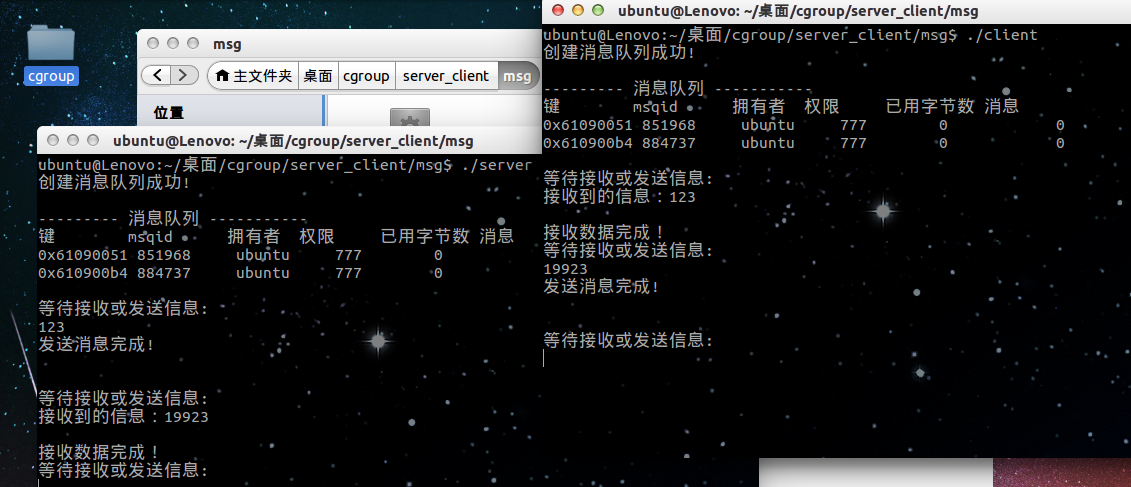 cgroup
msg
主文件夹 桌面 cgroup server_client msg
位置
ubuntu@Lenovo: ~/桌面/cgroup/server_client/msg
ubuntu@Lenovo:~/桌面/cgroup/server_client/msg$ ./server
创建消息队列成功!
--------- 消息队列 -----------
键 msqid 拥有者 权限 已用字节数 消息
0x61090051 851968 ubuntu 777 0
0x610900b4 884737 ubuntu 777 0
等待接收或发送信息:
123
发送消息完成!
等待接收或发送信息:
接收到的信息：19923
接收数据完成！
等待接收或发送信息:
ubuntu@Lenovo: ~/桌面/cgroup/server_client/msg
ubuntu@Lenovo:~/桌面/cgroup/server_client/msg$ ./client
创建消息队列成功!
--------- 消息队列 -----------
键 msqid 拥有者 权限 已用字节数 消息
0x61090051 851968 ubuntu 777 0 0
0x610900b4 884737 ubuntu 777 0 0
等待接收或发送信息:
接收到的信息：123
接收数据完成！
等待接收或发送信息:
19923
发送消息完成!
等待接收或发送信息: